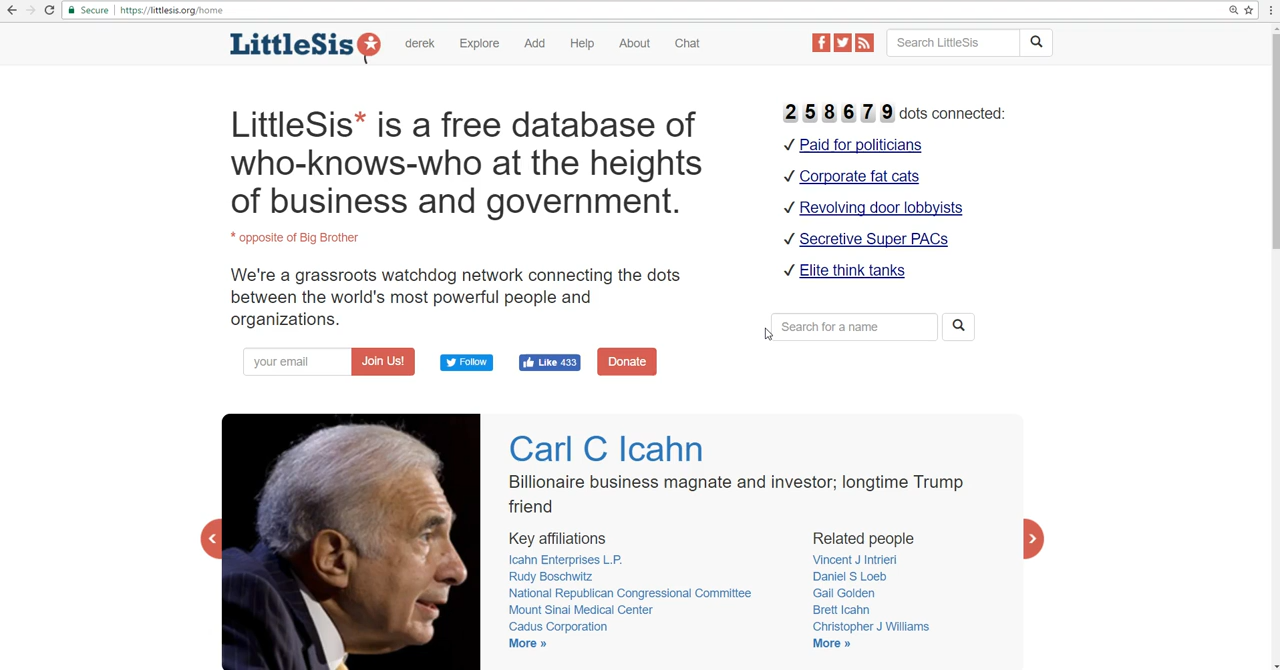 Secure https://littlesis.org/home
LittleSis derek Explore Add Help About Chat Search LittleSis
LittleSis* is a free database of
who-knows-who at the heights
of business and government.
* opposite of Big Brother
We're a grassroots watchdog network connecting the dots
between the world's most powerful people and
organizations.
your email Join Us! Follow Like 433 Donate
258679 dots connected:
✓ Paid for politicians
✓ Corporate fat cats
✓ Revolving door lobbyists
✓ Secretive Super PACs
✓ Elite think tanks
Search for a name
Carl C Icahn
Billionaire business magnate and investor; longtime Trump
friend
Key affiliations
Icahn Enterprises L.P.
Rudy Boschwitz
National Republican Congressional Committee
Mount Sinai Medical Center
Cadus Corporation
More »
Related people
Vincent J Intrieri
Daniel S Loeb
Gail Golden
Brett Icahn
Christopher J Williams
More »